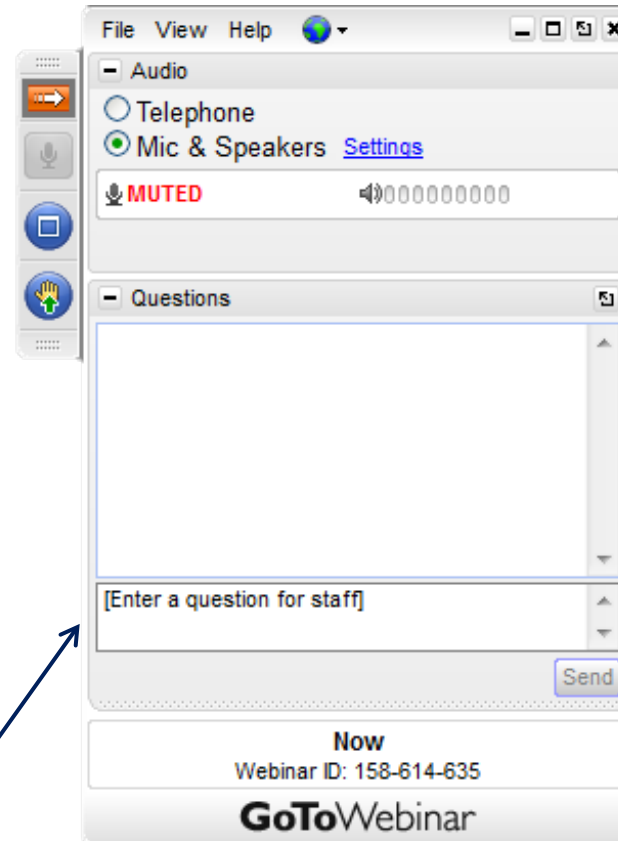 File View Help
Audio
Telephone
Mic & Speakers Settings
MUTED
Questions
[Enter a question for staff]
Send
Now
Webinar ID: 158-614-635
GoToWebinar